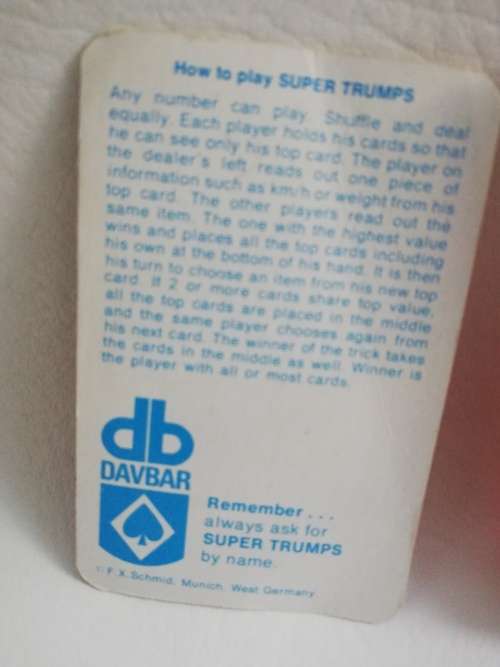 How to play SUPER TRUMPS
Any number can play. Shuffle and deal
equally. Each player holds his cards so that
he can see only his top card. The player on
the dealer's left reads out one piece of
information such as km/h or weight from his
top card. The other players read out the
same item. The one with the highest value
wins and places all the top cards including
his own at the bottom of his hand. It is then
his turn to choose an item from his new top
card. If 2 or more cards share top value,
all the top cards are placed in the middle
and the same player chooses again from
his next card. The winner of the trick takes
the cards in the middle as well. Winner is
the player with all or most cards.
db
DAVBAR
Remember ...
always ask for
SUPER TRUMPS
by name.
© F.X. Schmid, Munich, West Germany